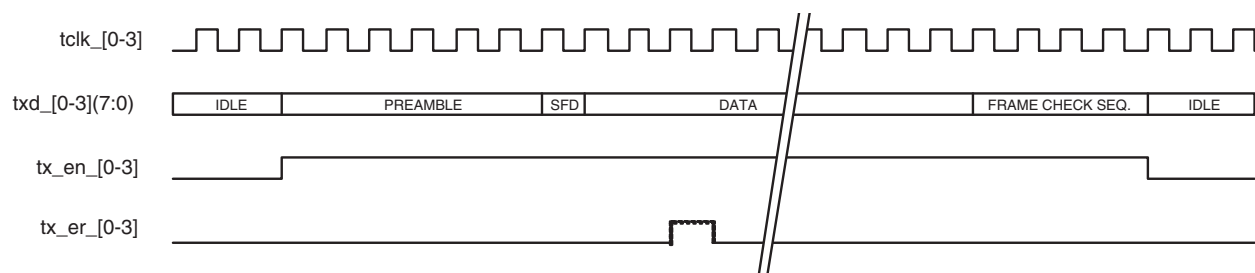 tclk_[0-3]
txd_[0-3](7:0)
IDLE PREAMBLE SFD DATA FRAME CHECK SEQ. IDLE
tx_en_[0-3]
tx_er_[0-3]